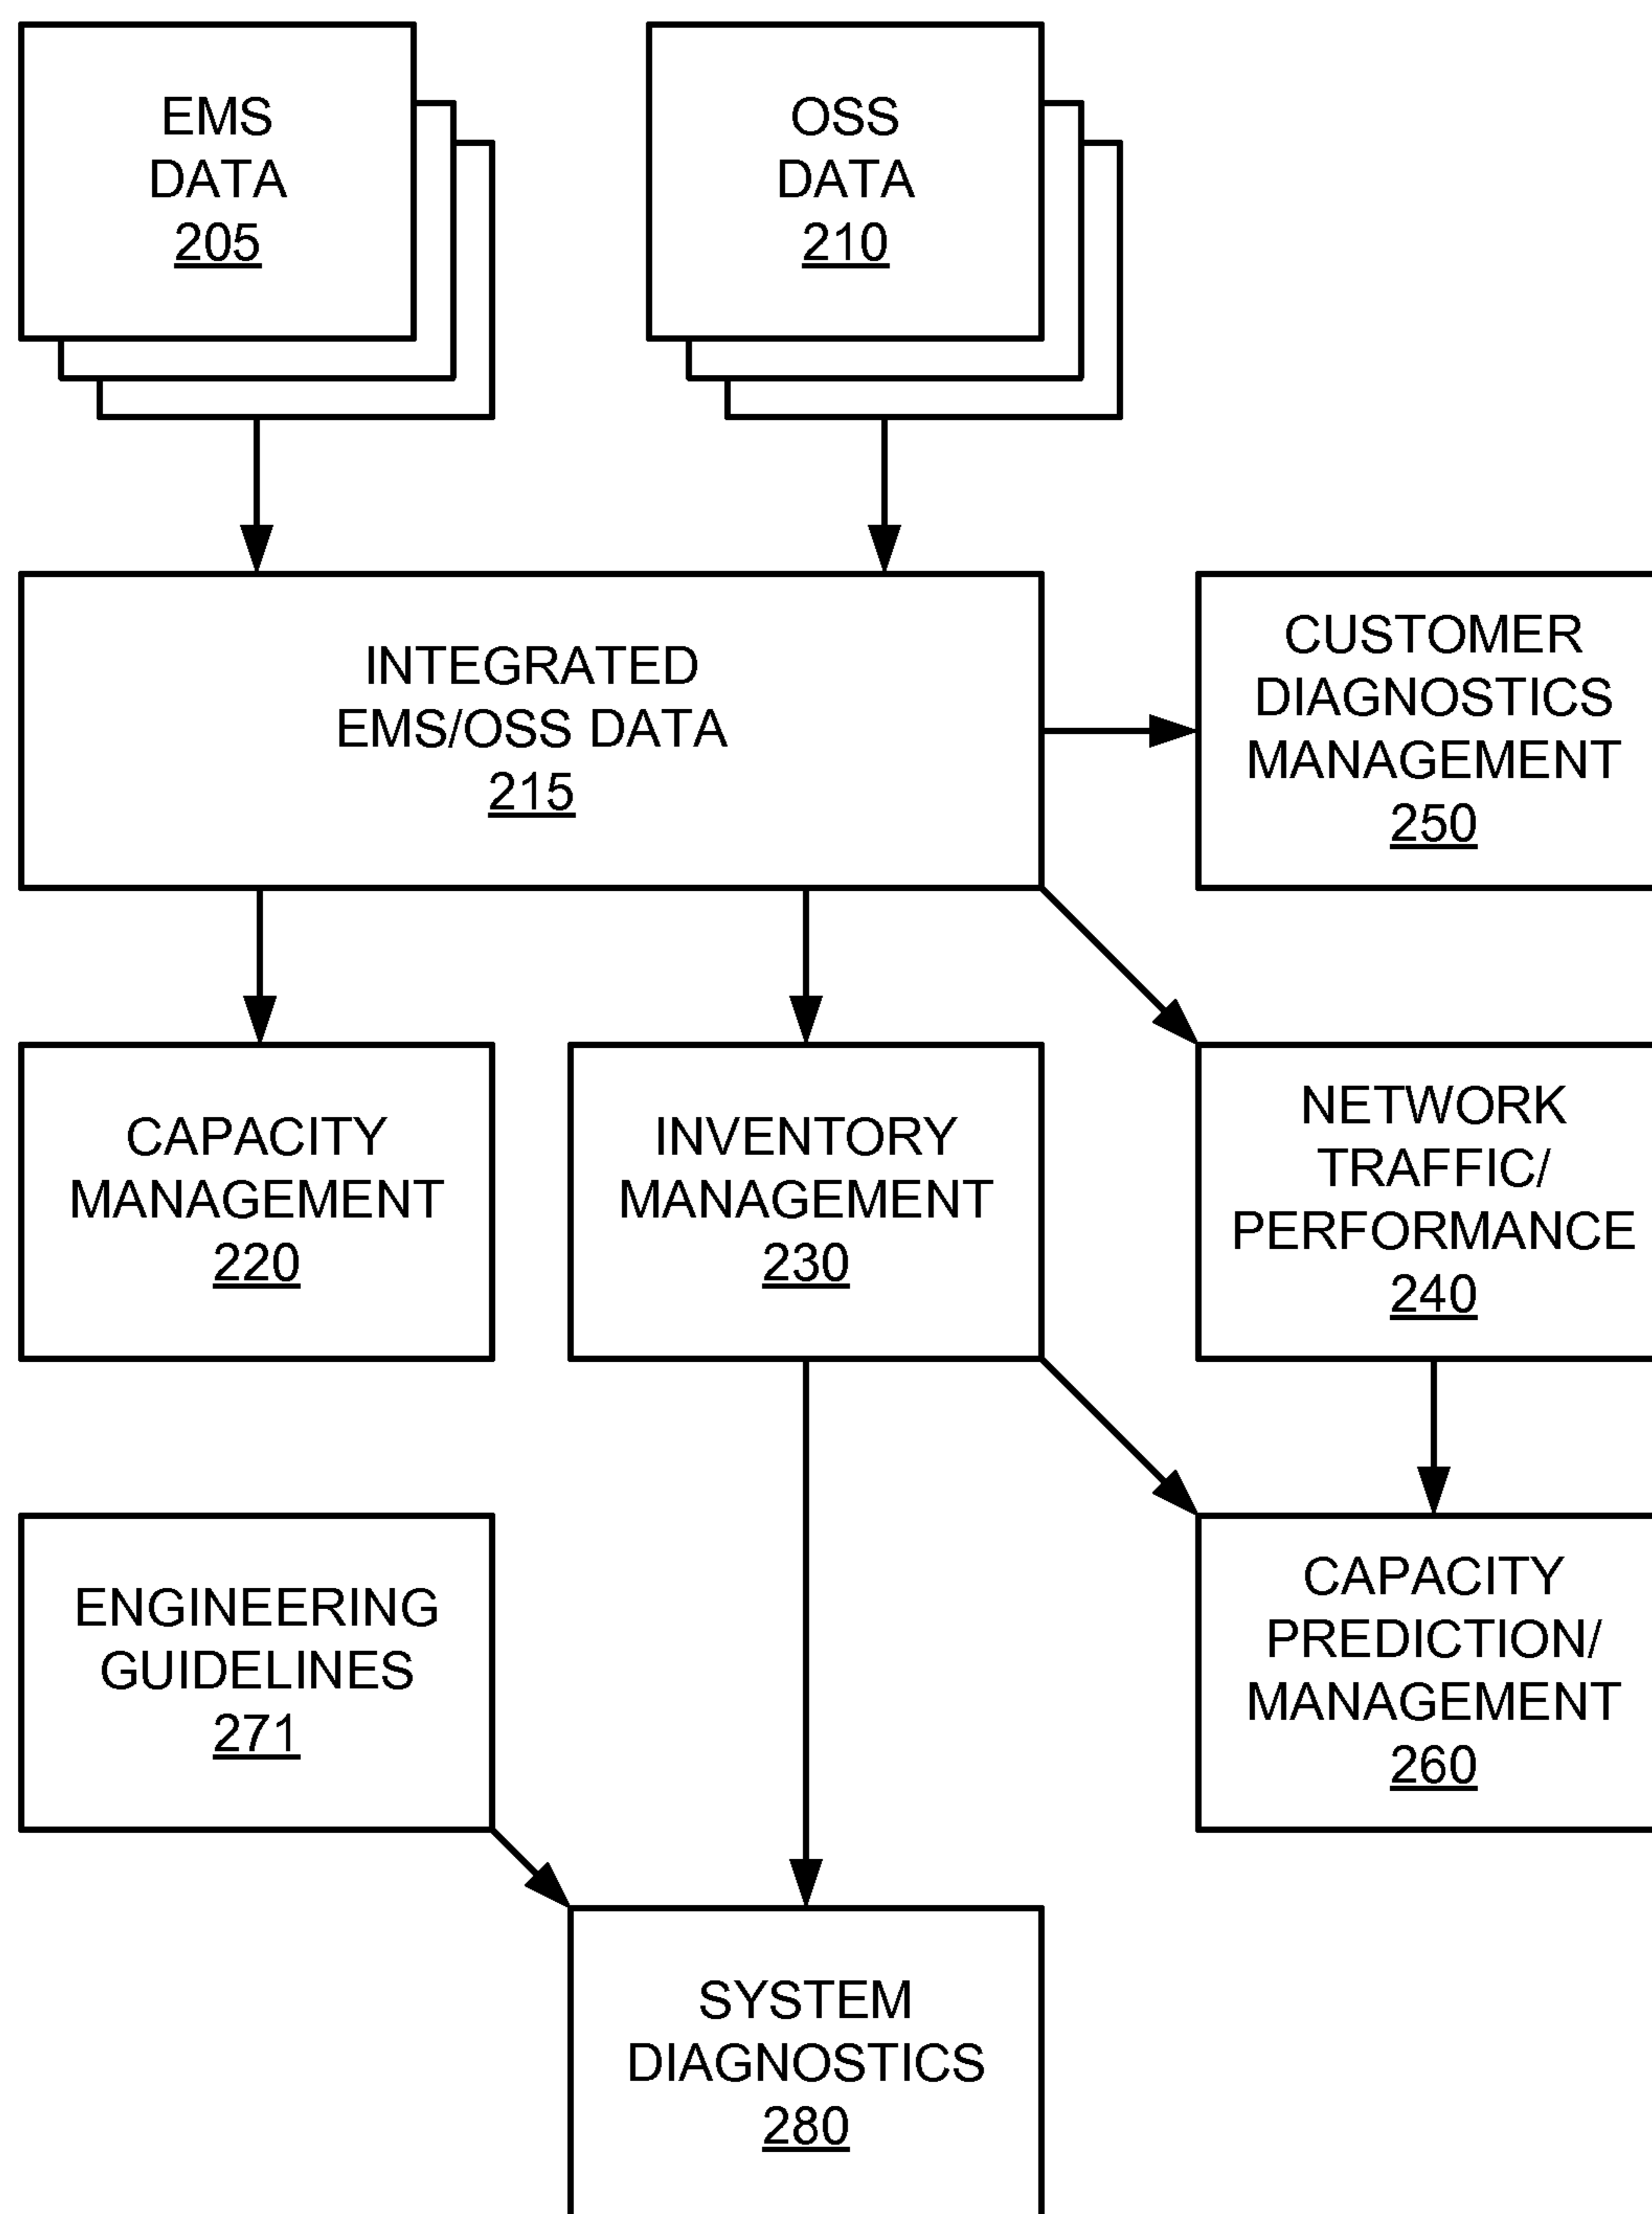 EMS
DATA
205
OSS
DATA
210
INTEGRATED
EMS/OSS DATA
215
CUSTOMER
DIAGNOSTICS
MANAGEMENT
250
CAPACITY
MANAGEMENT
220
INVENTORY
MANAGEMENT
230
NETWORK
TRAFFIC/
PERFORMANCE
240
ENGINEERING
GUIDELINES
271
CAPACITY
PREDICTION/
MANAGEMENT
260
SYSTEM
DIAGNOSTICS
280